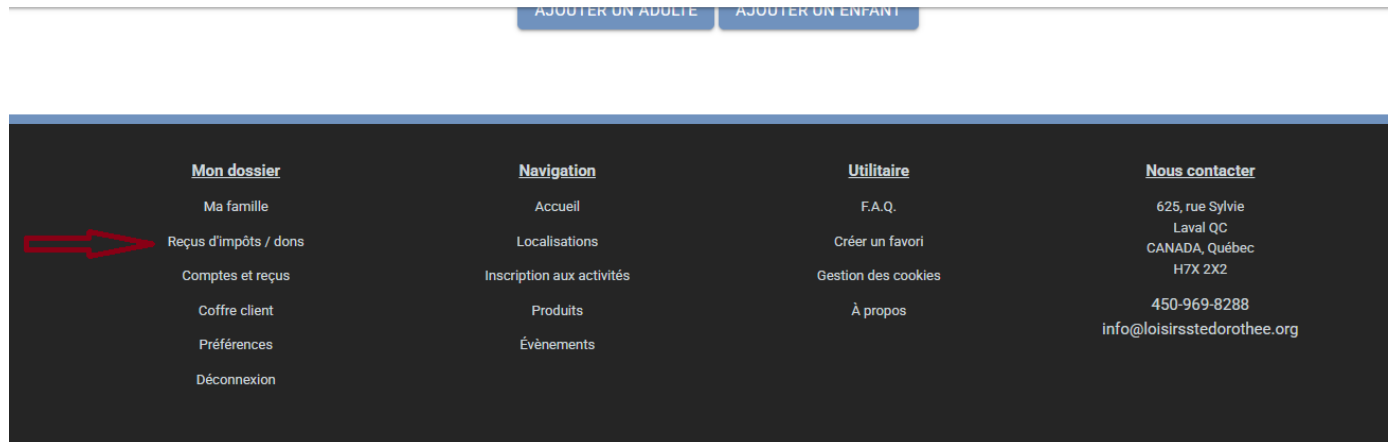 AJOUTER UN ADULTE
AJOUTER UN ENFANT
Mon dossier
Ma famille
Reçus d'impôts / dons
Comptes et reçus
Coffre client
Préférences
Déconnexion
Navigation
Accueil
Localisations
Inscription aux activités
Produits
Évènements
Utilitaire
F.A.Q.
Créer un favori
Gestion des cookies
À propos
Nous contacter
625, rue Sylvie
Laval QC
CANADA, Québec
H7X 2X2
450-969-8288
info@loisirsstedorothee.org